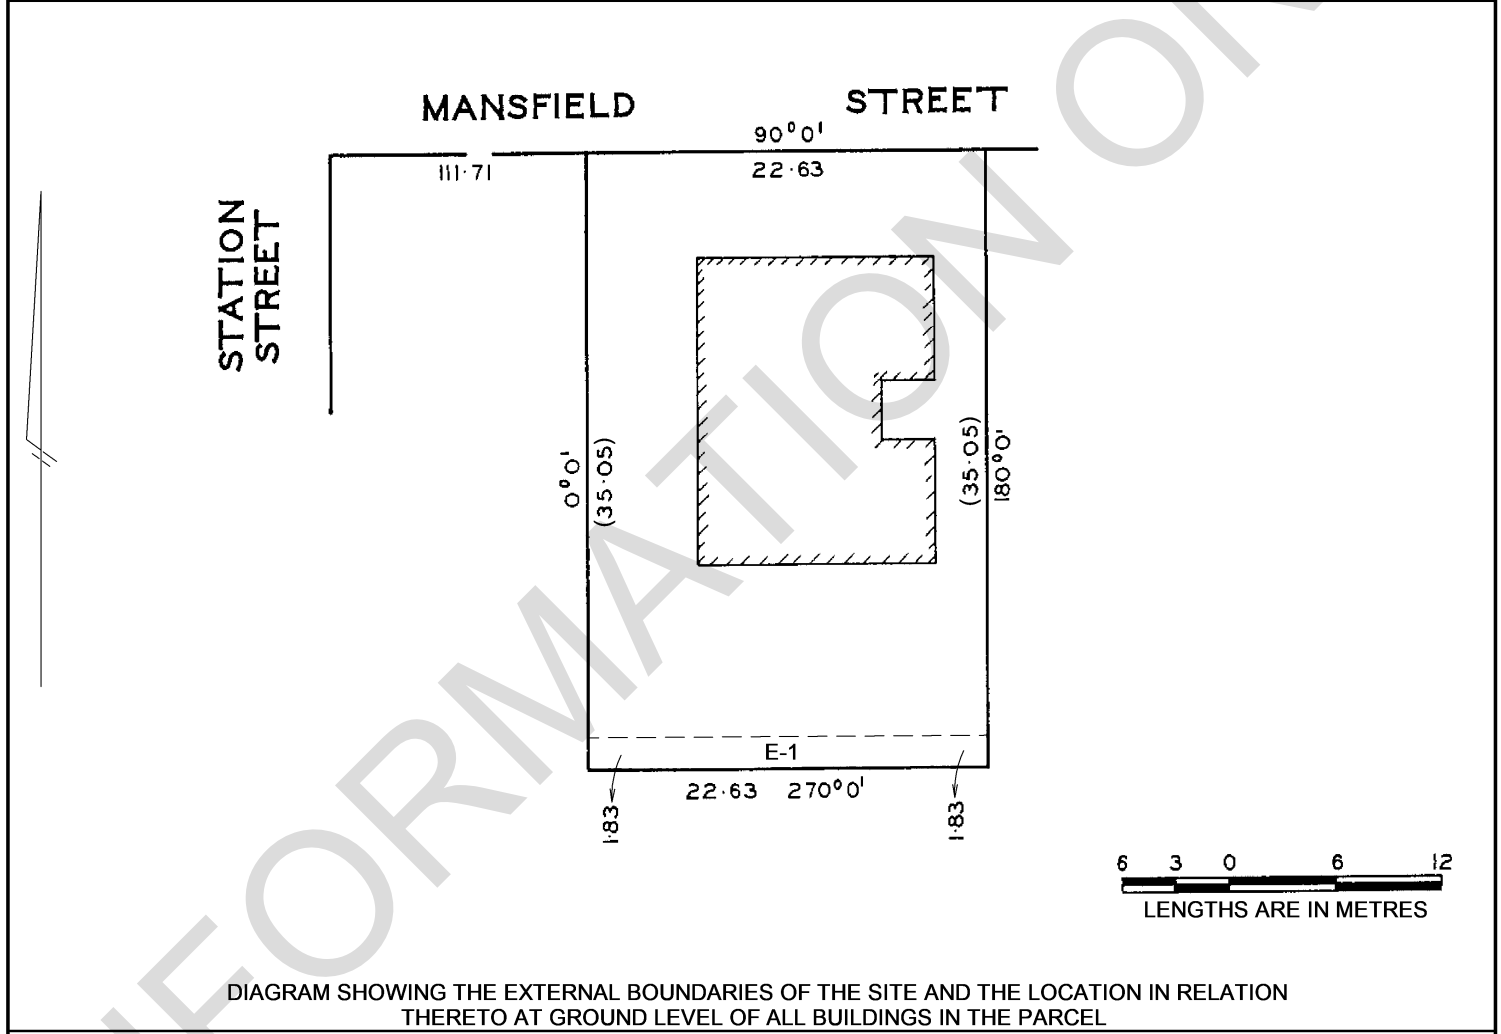 MANSFIELD STREET
90°0'
111·71
22·63
STATION
STREET
0°0'
(35·05)
(35·05)
180°0'
E-1
22·63 270°0'
1·83
1·83
6 3 0 6 12
LENGTHS ARE IN METRES
DIAGRAM SHOWING THE EXTERNAL BOUNDARIES OF THE SITE AND THE LOCATION IN RELATION
THERETO AT GROUND LEVEL OF ALL BUILDINGS IN THE PARCEL
FORMATION ON